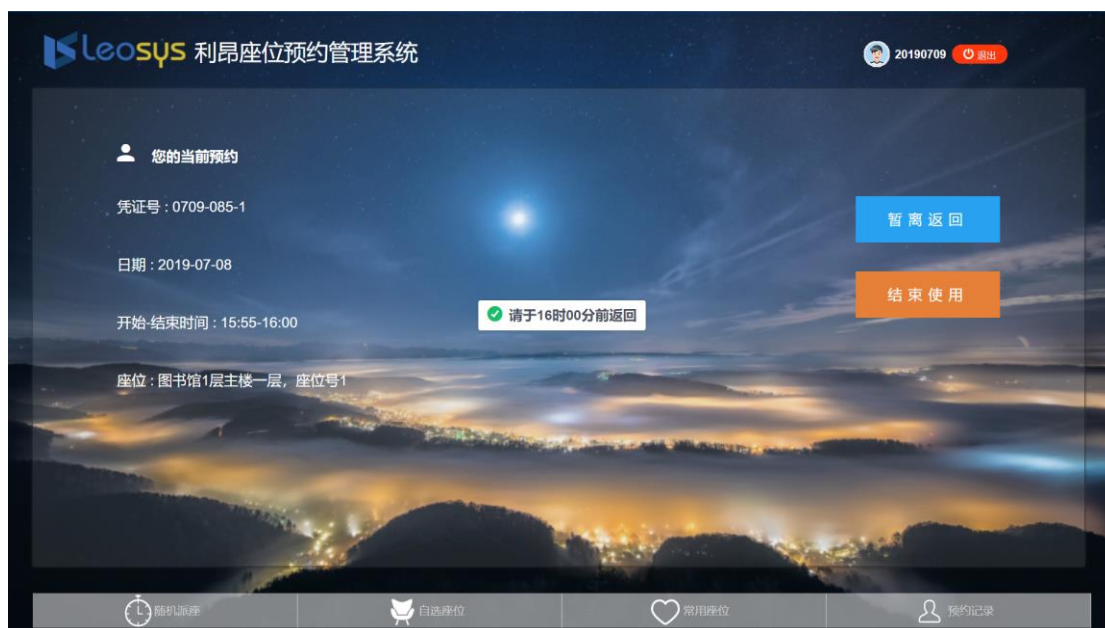 Leosys 利昂座位预约管理系统
20190709 退出
您的当前预约
凭证号 : 0709-085-1
暂离返回
日期 : 2019-07-08
结束使用
开始-结束时间 : 15:55-16:00
请于16时00分前返回
座位 : 图书馆1层主楼一层，座位号1
随机派座
自选座位
常用座位
预约记录